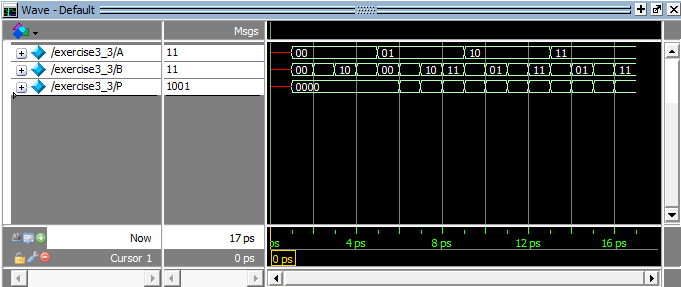 Wave - Default
Msgs
/exercise3_3/A 11 00 01 10 11
/exercise3_3/B 11 00 10 00 10 11 01 11 01 11
/exercise3_3/P 1001 0000
Now 17 ps ps 4 ps 8 ps 12 ps 16 ps
Cursor 1 0 ps 0 ps